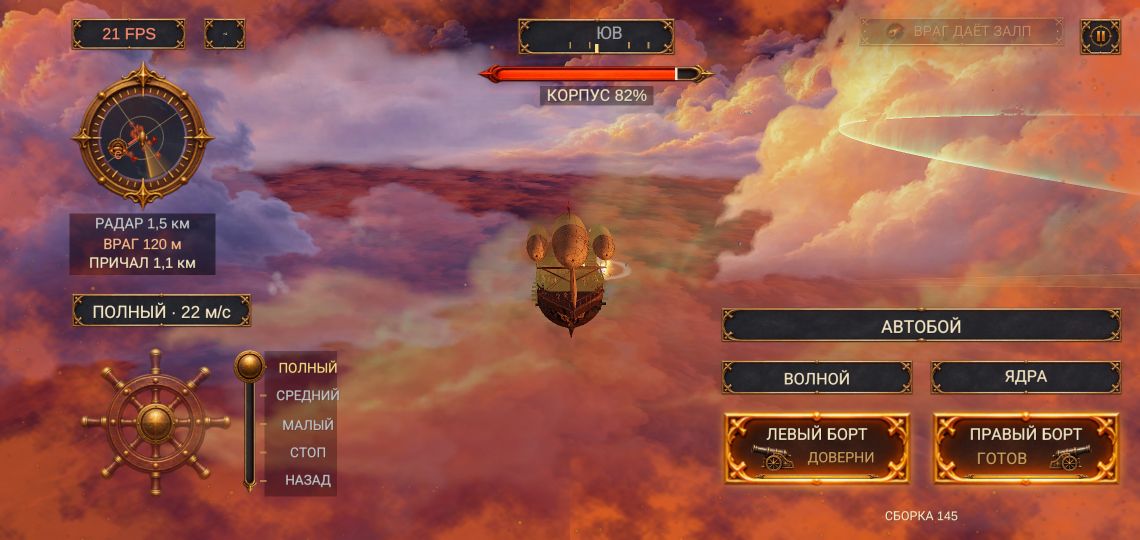 21 FPS
ЮВ
ВРАГ ДАЁТ ЗАЛП
КОРПУС 82%
РАДАР 1,5 км
ВРАГ 120 м
ПРИЧАЛ 1,1 км
ПОЛНЫЙ · 22 м/с
ПОЛНЫЙ
СРЕДНИЙ
МАЛЫЙ
СТОП
НАЗАД
АВТОБОЙ
ВОЛНОЙ
ЯДРА
ЛЕВЫЙ БОРТ
ДОВЕРНИ
ПРАВЫЙ БОРТ
ГОТОВ
СБОРКА 145